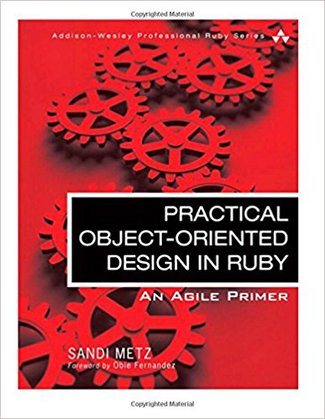 Copyrighted Material
Addison-Wesley Professional Ruby Series
PRACTICAL
OBJECT-ORIENTED
DESIGN IN RUBY
AN AGILE PRIMER
SANDI METZ
Foreword by Obie Fernandez
Copyrighted Material